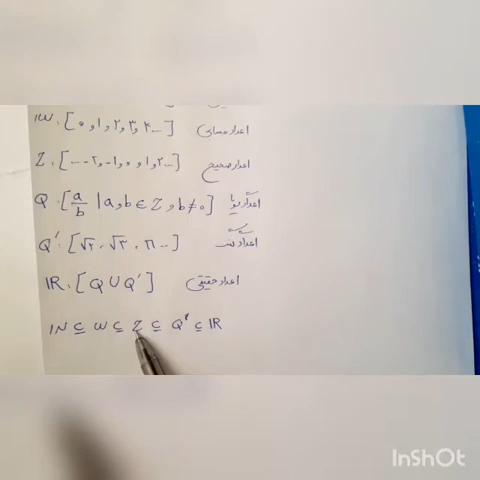 W: [۰ و ۱ و ۲ و ۳ و ۴ ...] اعداد حسابی
Z: [... -۲ و -۱ و ۰ و ۱ و ۲ ...] اعداد صحیح
Q: [a/b | a و b ∈ Z و b ≠ ۰] اعداد گویا
Q': [√۲ , √۳ , π ...] اعداد گنگ
IR: [Q ∪ Q'] اعداد حقیقی
IN ⊆ W ⊆ Z ⊆ Q' ⊆ IR
InShOt